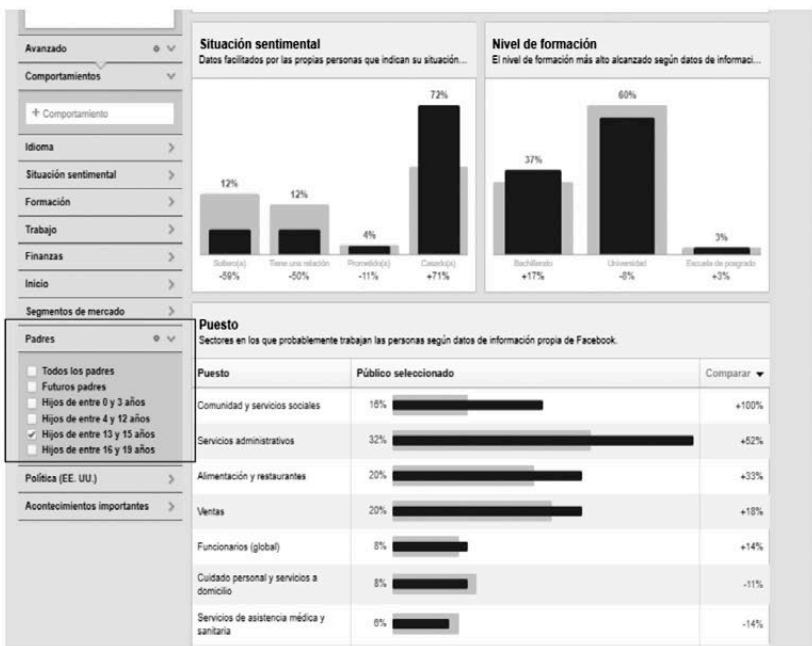 Avanzado
Comportamientos
+ Comportamiento
Idioma
Situación sentimental
Formación
Trabajo
Finanzas
Inicio
Segmentos de mercado
Padres
Todos los padres
Futuros padres
Hijos de entre 0 y 3 años
Hijos de entre 4 y 12 años
Hijos de entre 13 y 15 años
Hijos de entre 16 y 19 años
Política (EE. UU.)
Acontecimientos importantes
Situación sentimental
Datos facilitados por las propias personas que indican su situación...
72%
12%
12%
4%
Soltero(a)
Tiene una relación
Prometido(a)
Casado(a)
-59%
-50%
-11%
+71%
Nivel de formación
El nivel de formación más alto alcanzado según datos de informaci...
60%
37%
3%
Bachillerato
Universidad
Escuela de posgrado
+17%
-8%
+3%
Puesto
Sectores en los que probablemente trabajan las personas según datos de información propia de Facebook.
Puesto Público seleccionado Comparar
Comunidad y servicios sociales 16% +100%
Servicios administrativos 32% +52%
Alimentación y restaurantes 20% +33%
Ventas 20% +18%
Funcionarios (global) 8% +14%
Cuidado personal y servicios a
domicilio 8% -11%
Servicios de asistencia médica y
sanitaria 6% -14%